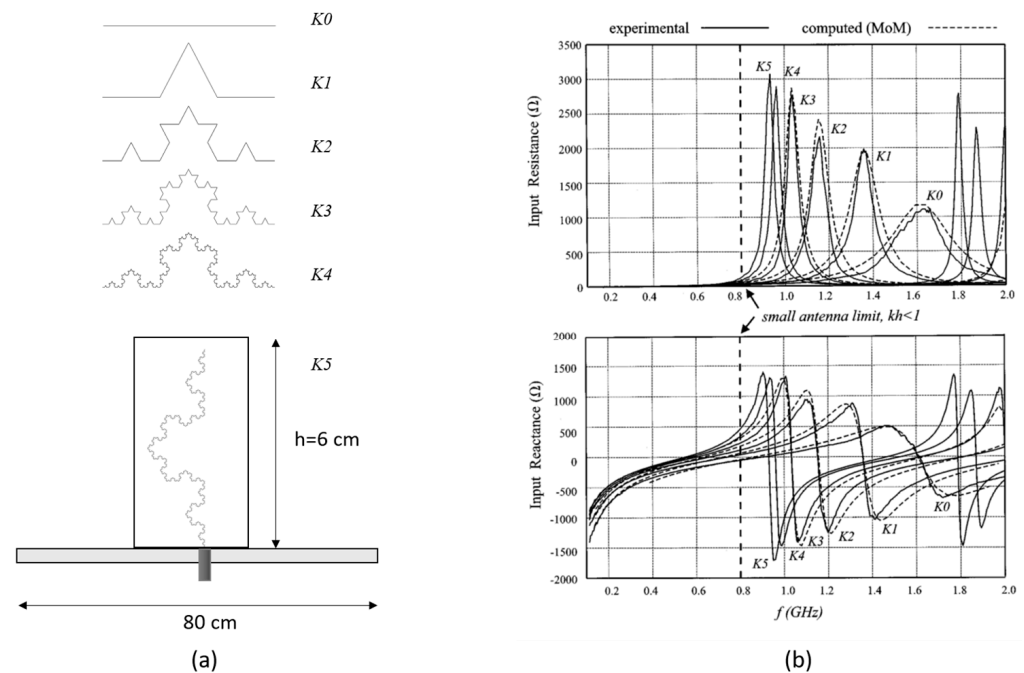 K0
K1
K2
K3
K4
K5
h=6 cm
80 cm
(a)
experimental computed (MoM)
Input Resistance (Ω)
3500
3000
2500
2000
1500
1000
500
0
K5
K4
K3
K2
K1
K0
0.2 0.4 0.6 0.8 1.0 1.2 1.4 1.6 1.8 2.0
small antenna limit, kh<1
Input Reactance (Ω)
2000
1500
1000
500
0
-500
-1000
-1500
-2000
K5
K4
K3
K2
K1
K0
0.2 0.4 0.6 0.8 1.0 1.2 1.4 1.6 1.8 2.0
f (GHz)
(b)